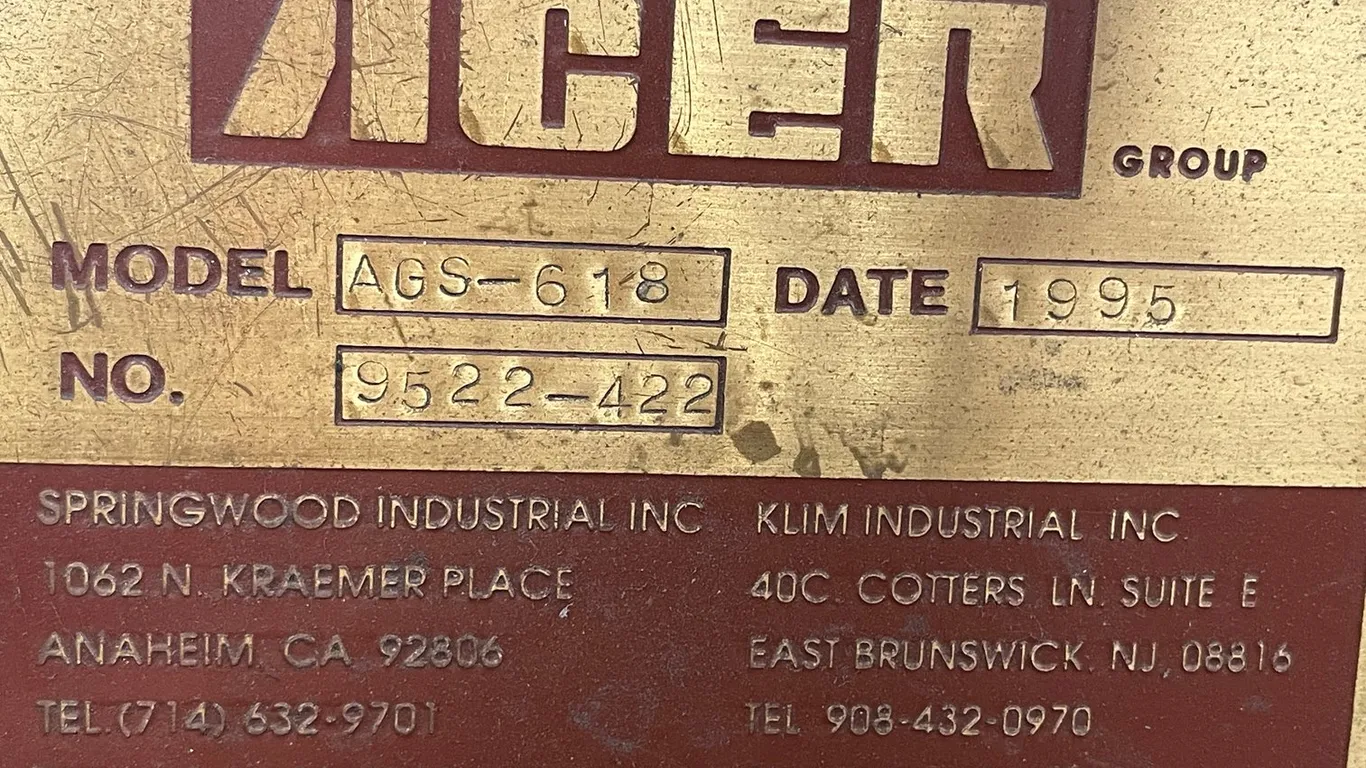 ACER GROUP
MODEL AGS-618 DATE 1995
NO. 9522-422
SPRINGWOOD INDUSTRIAL INC
1062 N. KRAEMER PLACE
ANAHEIM, CA 92806
TEL.(714) 632-9701
KLIM INDUSTRIAL INC.
40C. COTTERS LN. SUITE E
EAST BRUNSWICK. NJ, 08816
TEL 908-432-0970